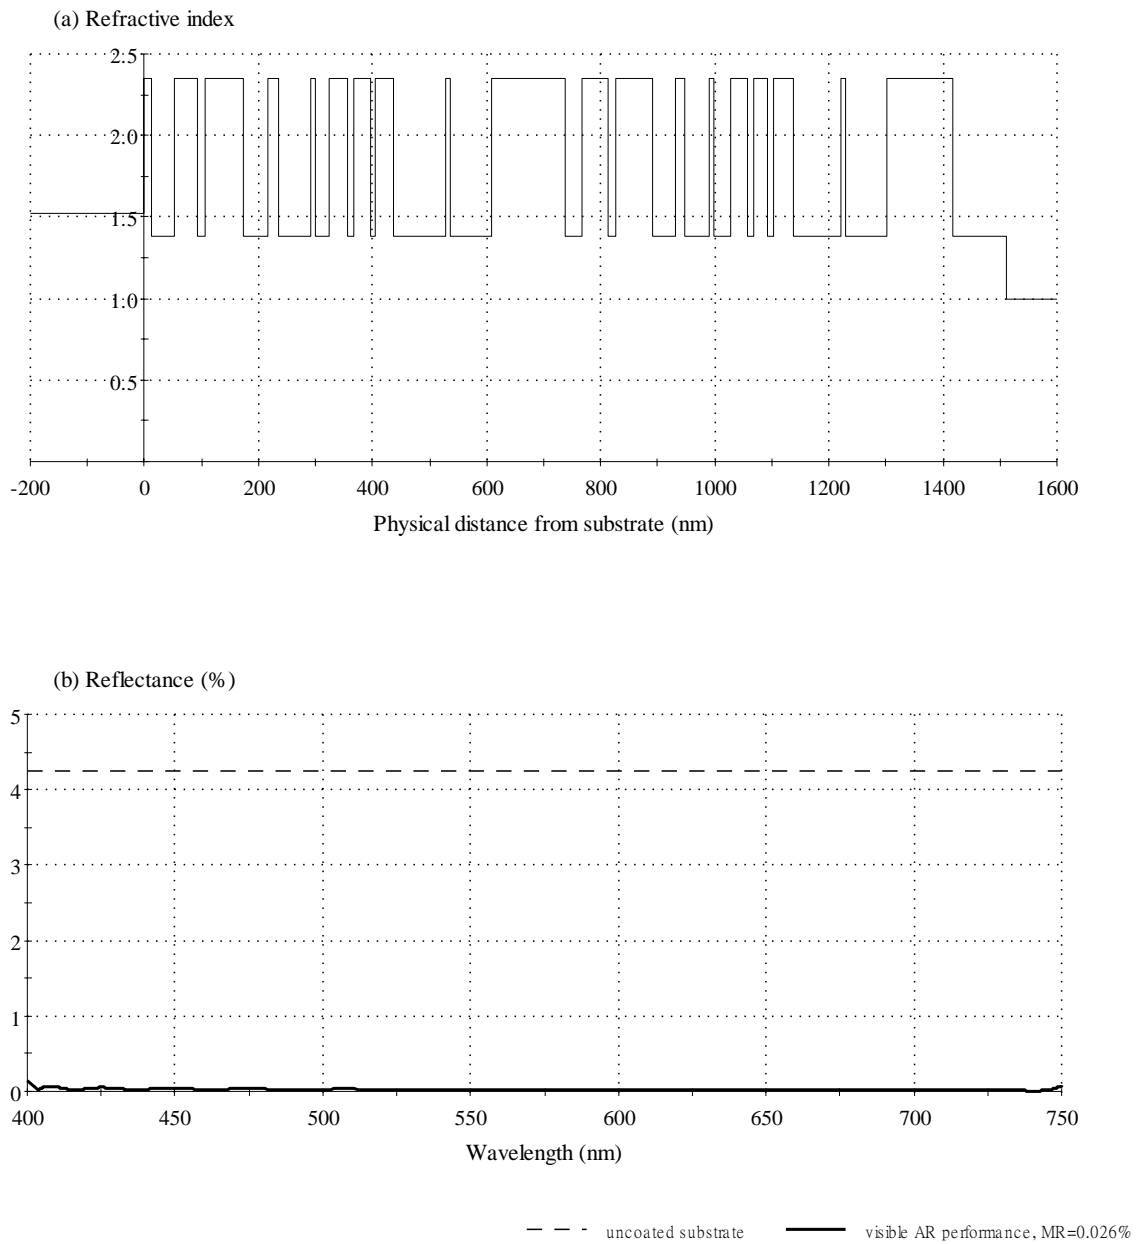 (a) Refractive index
2.5
2.0
1.5
1.0
0.5
-200 0 200 400 600 800 1000 1200 1400 1600
Physical distance from substrate (nm)
(b) Reflectance (%)
5
4
3
2
1
0
400 450 500 550 600 650 700 750
Wavelength (nm)
uncoated substrate visible AR performance, MR=0.026%